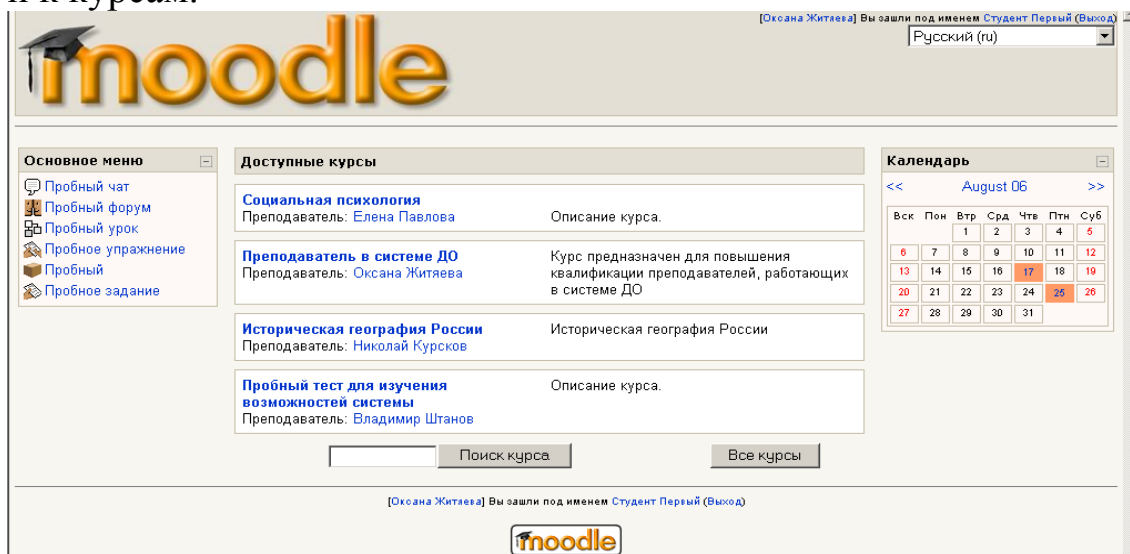 и к курсам.
[Оксана Житяева] Вы зашли под именем Студент Первый (Выход)
moodle
Русский (ru)
Основное меню
Пробный чат
Пробный форум
Пробный урок
Пробное упражнение
Пробный
Пробное задание
Доступные курсы
Социальная психология
Преподаватель: Елена Павлова
Описание курса.
Преподаватель в системе ДО
Преподаватель: Оксана Житяева
Курс предназначен для повышения
квалификации преподавателей, работающих
в системе ДО
Историческая география России
Преподаватель: Николай Курсков
Историческая география России
Пробный тест для изучения
возможностей системы
Преподаватель: Владимир Штанов
Описание курса.
Поиск курса
Все курсы
Календарь
<< August 06 >>
Вск Пон Втр Срд Чтв Птн Суб
1 2 3 4 5
6 7 8 9 10 11 12
13 14 15 16 17 18 19
20 21 22 23 24 25 26
27 28 29 30 31
[Оксана Житяева] Вы зашли под именем Студент Первый (Выход)
moodle